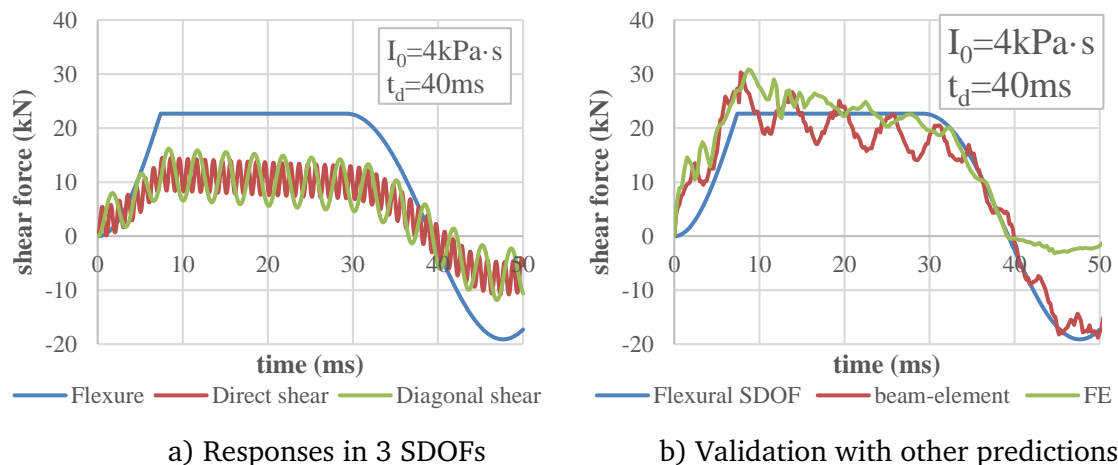 40
30
20
10
0
-10
-20
0 10 20 30 40 50
shear force (kN)
time (ms)
I₀=4kPa·s
t_d=40ms
Flexure Direct shear Diagonal shear
a) Responses in 3 SDOFs
40
30
20
10
0
-10
-20
0 10 20 30 40 50
shear force (kN)
time (ms)
I₀=4kPa·s
t_d=40ms
Flexural SDOF beam-element FE
b) Validation with other predictions